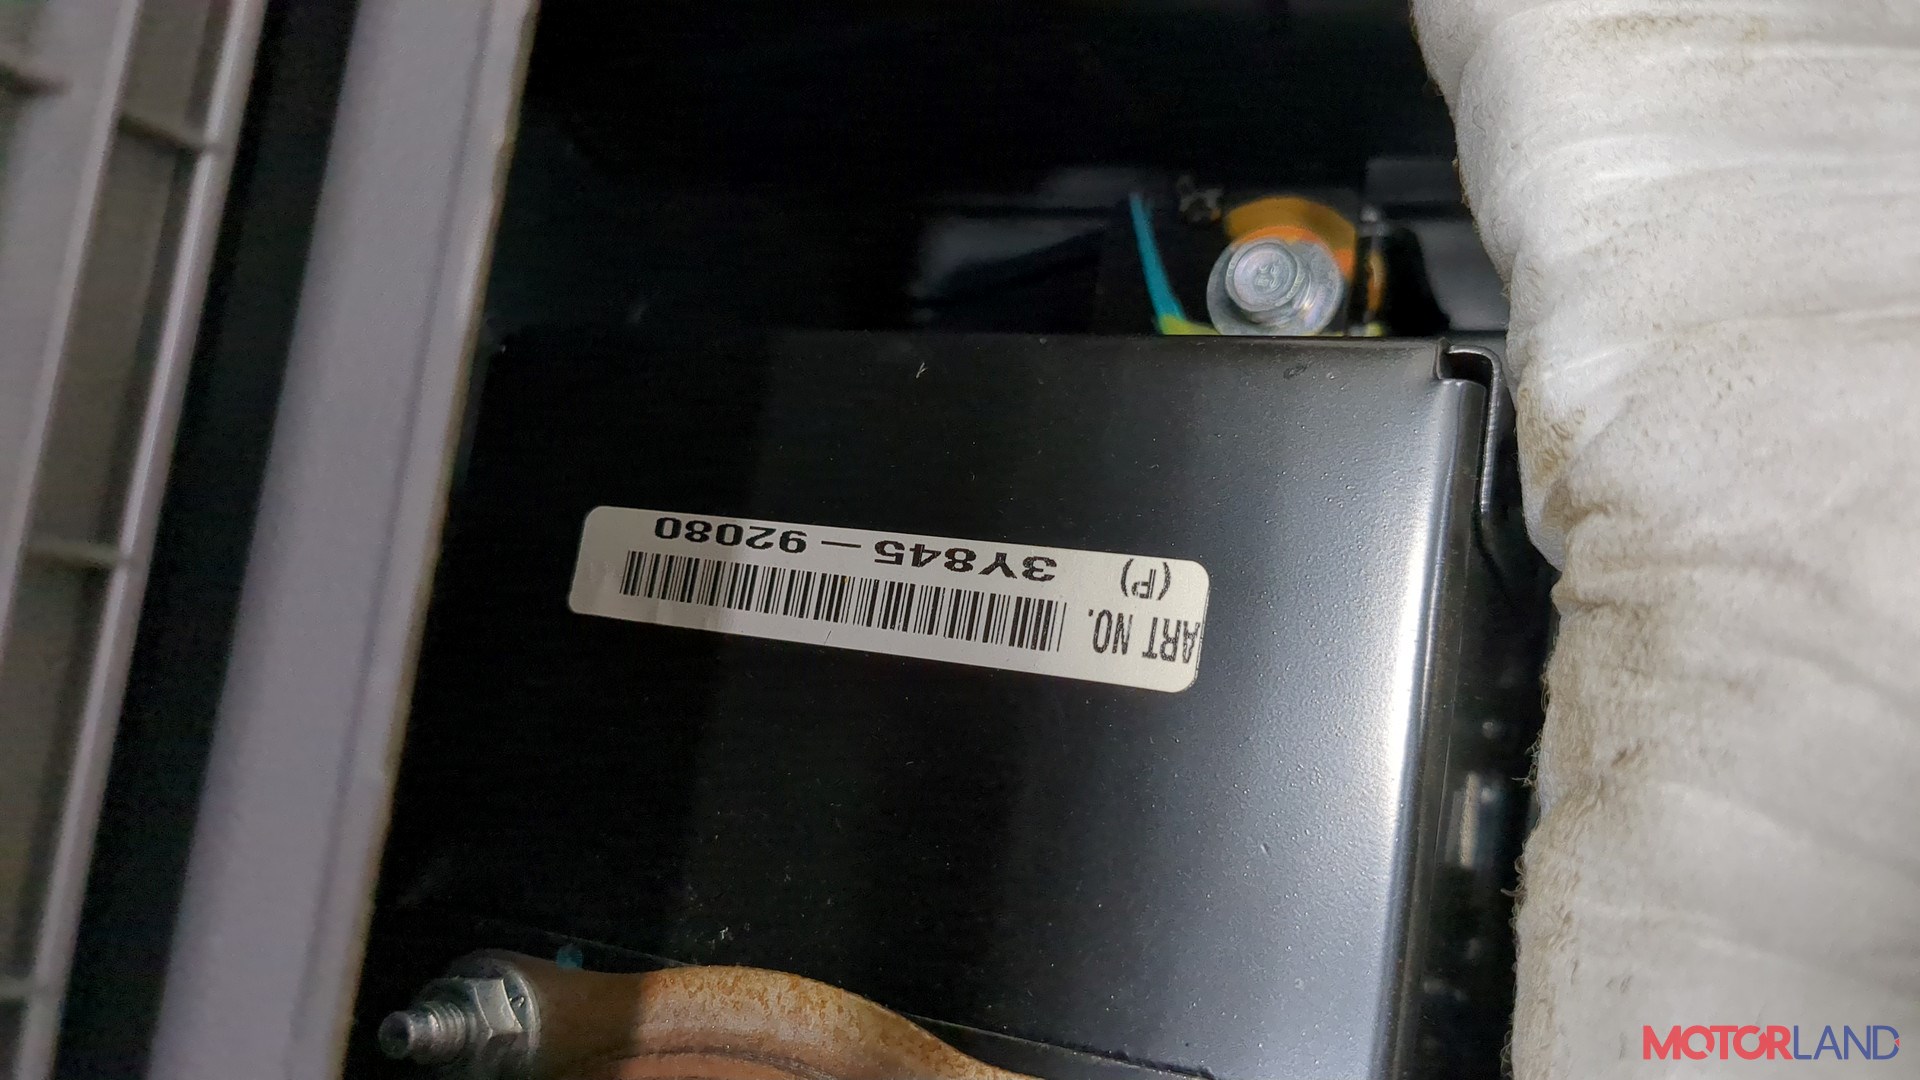 ART NO.
(P)
3Y845-92080
MOTORLAND